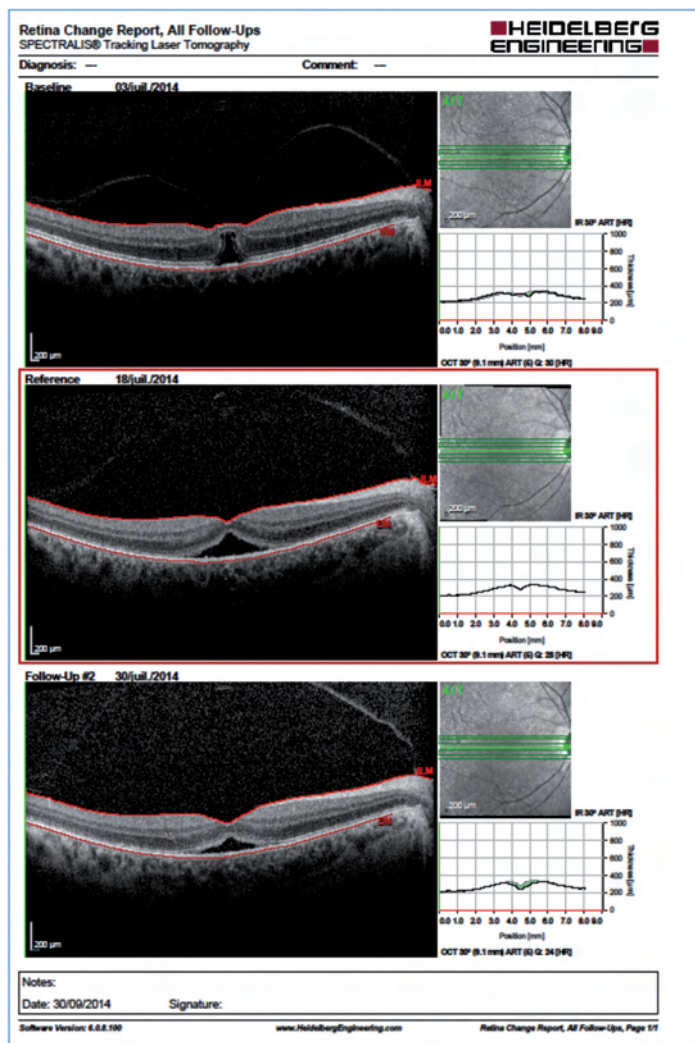 Retina Change Report, All Follow-Ups
SPECTRALIS® Tracking Laser Tomography
HEIDELBERG
ENGINEERING
Diagnosis: --- Comment: ---
Baseline 03/juil./2014
ILM
BM
200 µm
ART
200 µm
IR 30° ART [HR]
1000
800
600
400
200
0
Thickness [µm]
0.0 1.0 2.0 3.0 4.0 5.0 6.0 7.0 8.0 9.0
Position [mm]
OCT 30° (9.1 mm) ART (5) Q: 30 [HR]
Reference 18/juil./2014
ILM
BM
200 µm
ART
200 µm
IR 30° ART [HR]
1000
800
600
400
200
0
Thickness [µm]
0.0 1.0 2.0 3.0 4.0 5.0 6.0 7.0 8.0 9.0
Position [mm]
OCT 30° (9.1 mm) ART (5) Q: 28 [HR]
Follow-Up #2 30/juil./2014
ILM
BM
200 µm
ART
200 µm
IR 30° ART [HR]
1000
800
600
400
200
0
Thickness [µm]
0.0 1.0 2.0 3.0 4.0 5.0 6.0 7.0 8.0 9.0
Position [mm]
OCT 30° (9.1 mm) ART (5) Q: 24 [HR]
Notes:
Date: 30/09/2014 Signature:
Software Version: 6.0.8.100 www.HeidelbergEngineering.com Retina Change Report, All Follow-Ups, Page 1/1